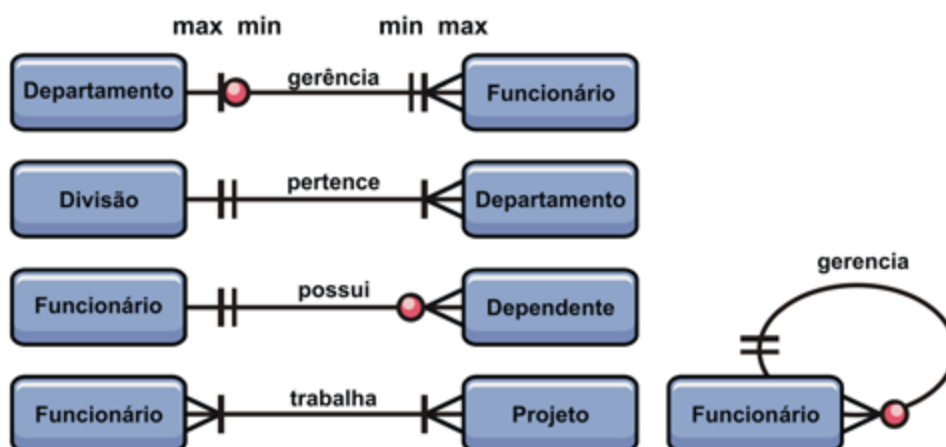 max min min max
Departamento gerência Funcionário
Divisão pertence Departamento
Funcionário possui Dependente
gerencia
Funcionário trabalha Projeto Funcionário